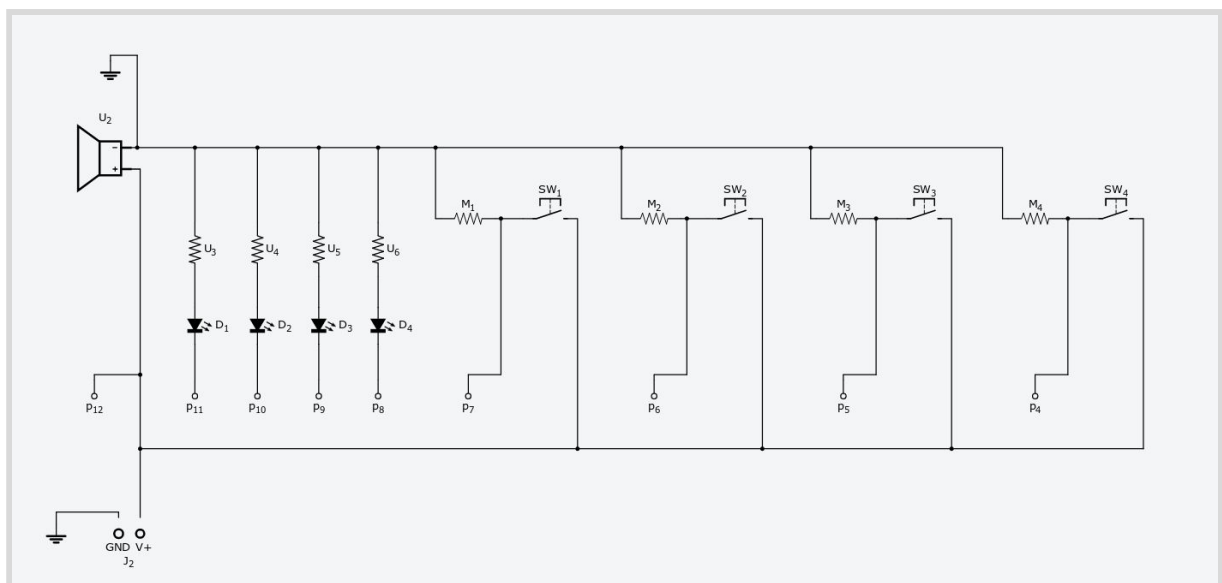 U2
− +
SW1 SW2 SW3 SW4
M1 M2 M3 M4
U3 U4 U5 U6
D1 D2 D3 D4
p12 p11 p10 p9 p8 p7 p6 p5 p4
GND V+
J2